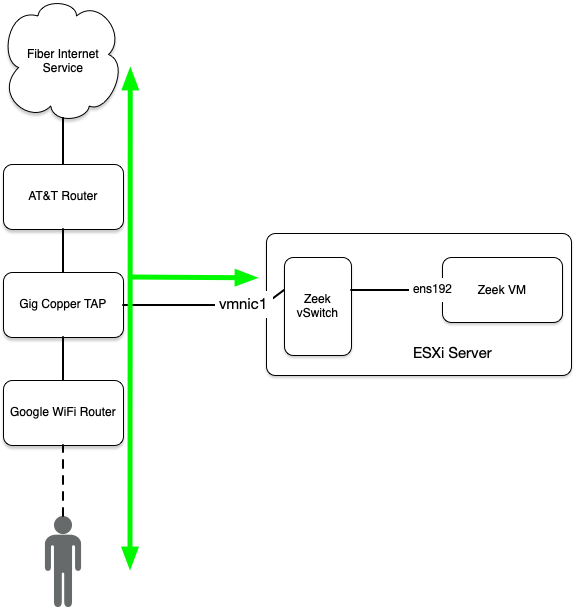 Fiber Internet
Service
AT&T Router
Gig Copper TAP
vmnic1
Zeek
vSwitch
ens192
Zeek VM
ESXi Server
Google WiFi Router